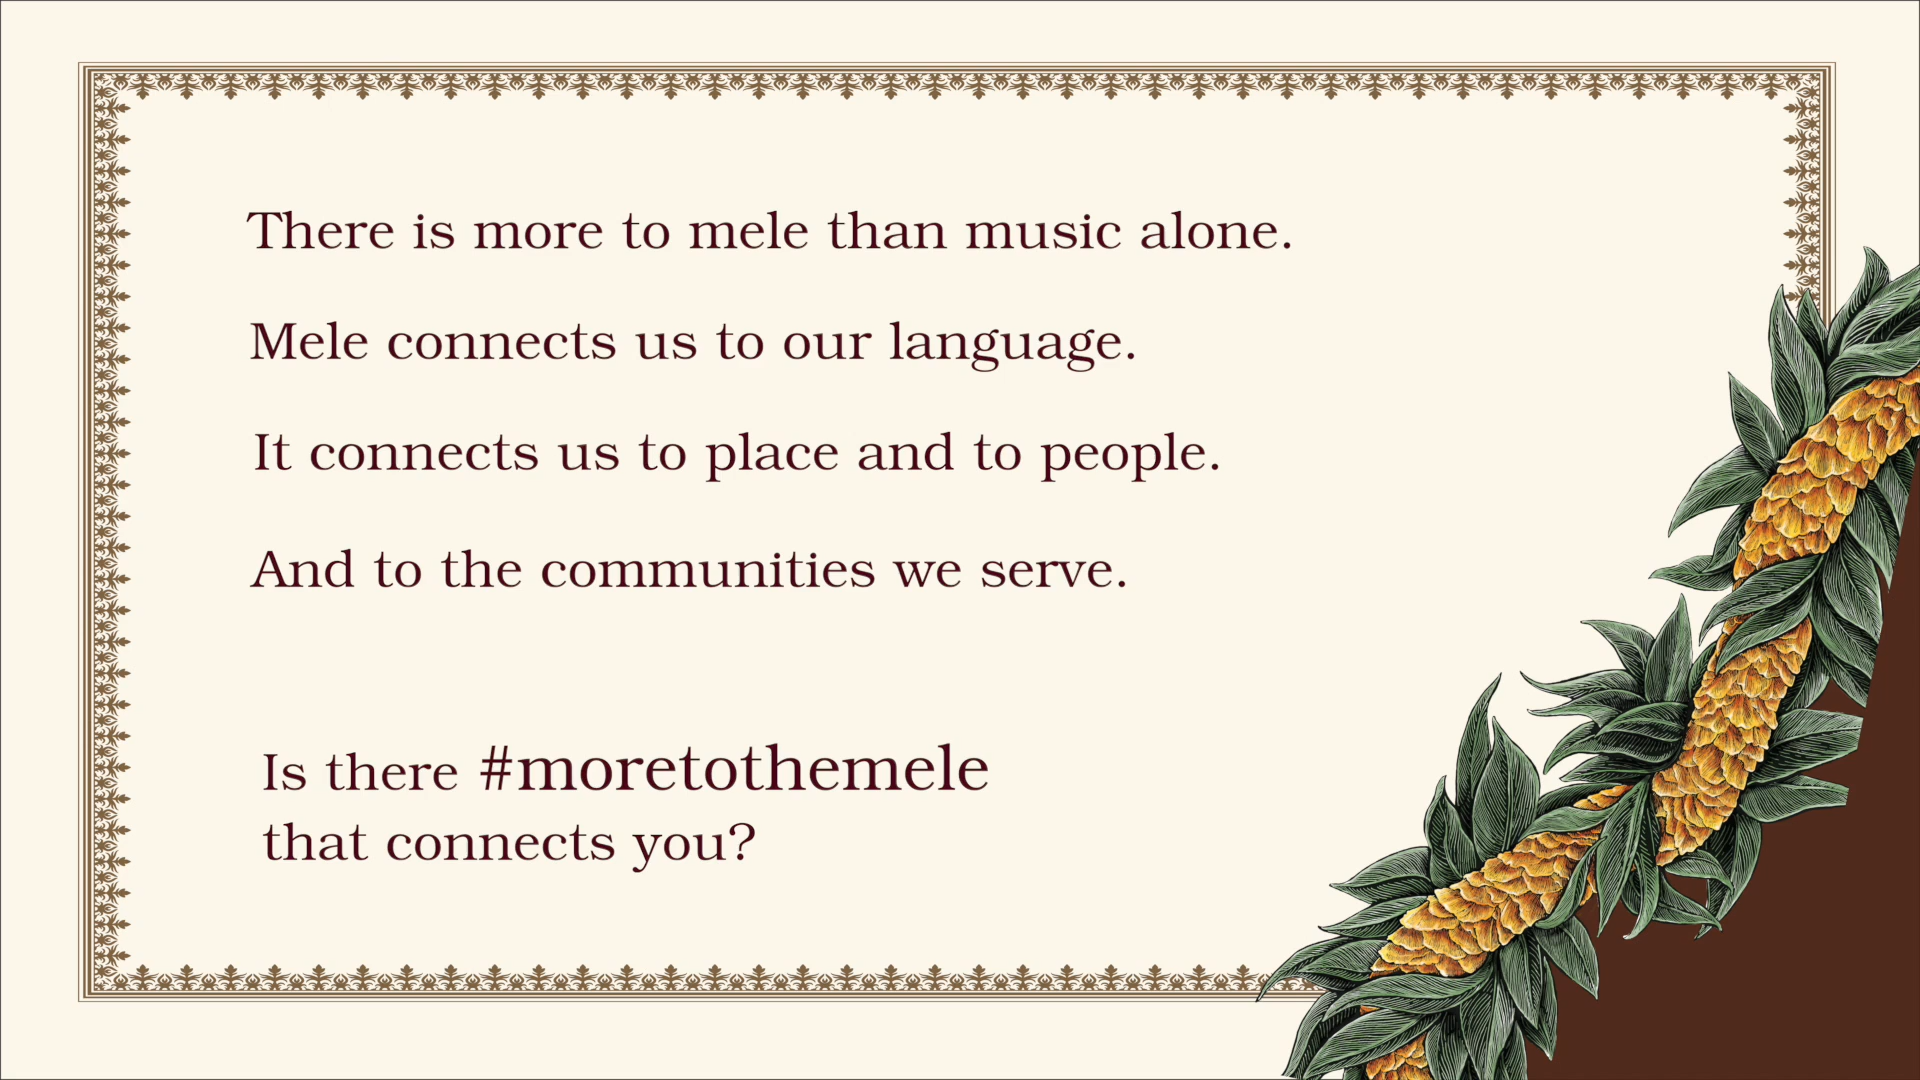 There is more to mele than music alone.
Mele connects us to our language.
It connects us to place and to people.
And to the communities we serve.
Is there #moretothemele
that connects you?